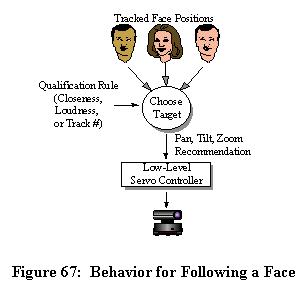 Tracked Face Positions
Qualification Rule
(Closeness,
Loudness,
or Track #)
Choose
Target
Pan, Tilt, Zoom
Recommendation
Low-Level
Servo Controller
Figure 67: Behavior for Following a Face